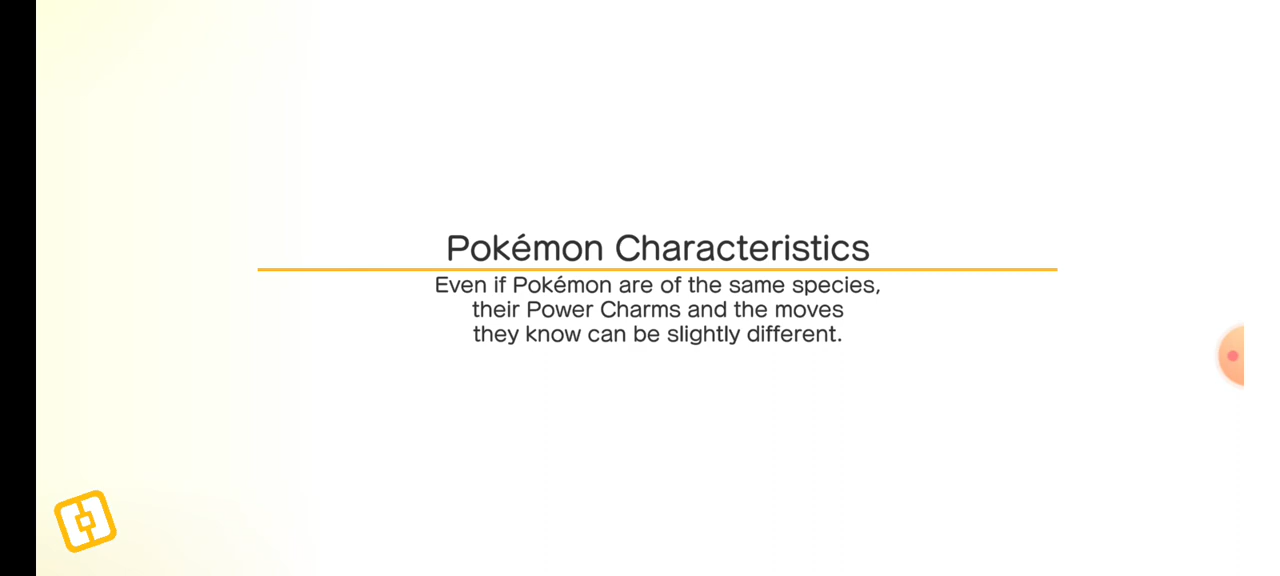 Pokémon Characteristics
Even if Pokémon are of the same species,
their Power Charms and the moves
they know can be slightly different.